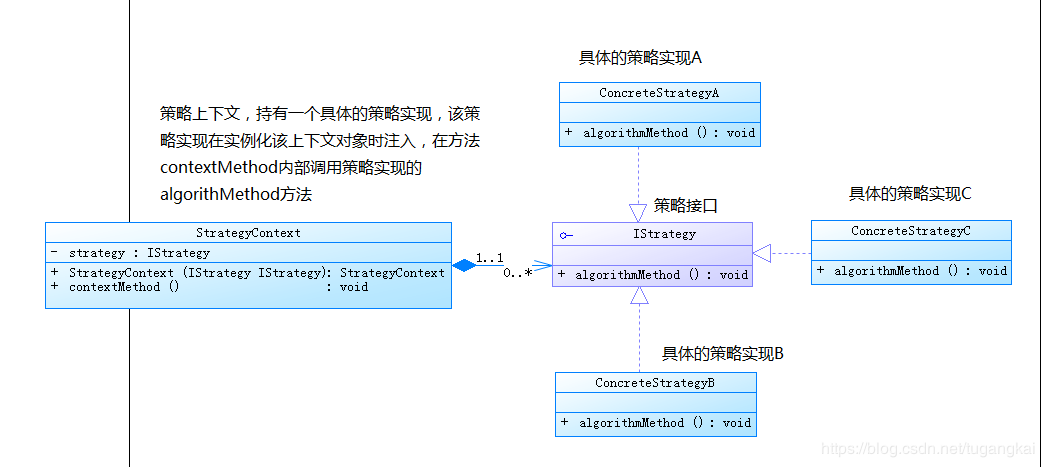 具体的策略实现A
ConcreteStrategyA
+ algorithmMethod () : void
策略上下文，持有一个具体的策略实现，该策
略实现在实例化该上下文对象时注入，在方法
contextMethod内部调用策略实现的
algorithMethod方法
具体的策略实现C
策略接口
StrategyContext
- strategy : IStrategy
+ StrategyContext (IStrategy IStrategy) : StrategyContext
+ contextMethod () : void
1..1
0..*
IStrategy
+ algorithmMethod () : void
ConcreteStrategyC
+ algorithmMethod () : void
具体的策略实现B
ConcreteStrategyB
+ algorithmMethod () : void
https://blog.csdn.net/tugangkai